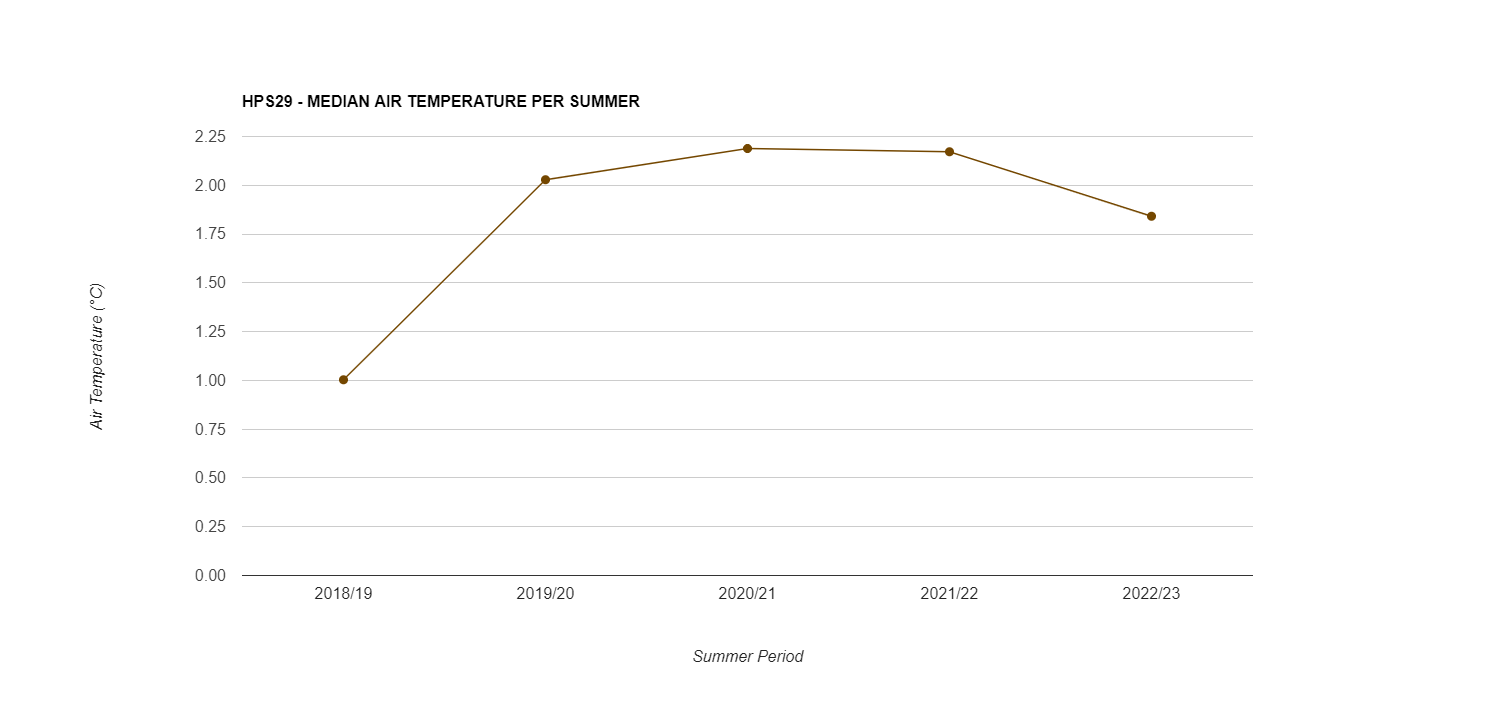 HPS29 - MEDIAN AIR TEMPERATURE PER SUMMER
2.25
2.00
1.75
1.50
1.25
1.00
0.75
0.50
0.25
0.00
Air Temperature (°C)
2018/19 2019/20 2020/21 2021/22 2022/23
Summer Period